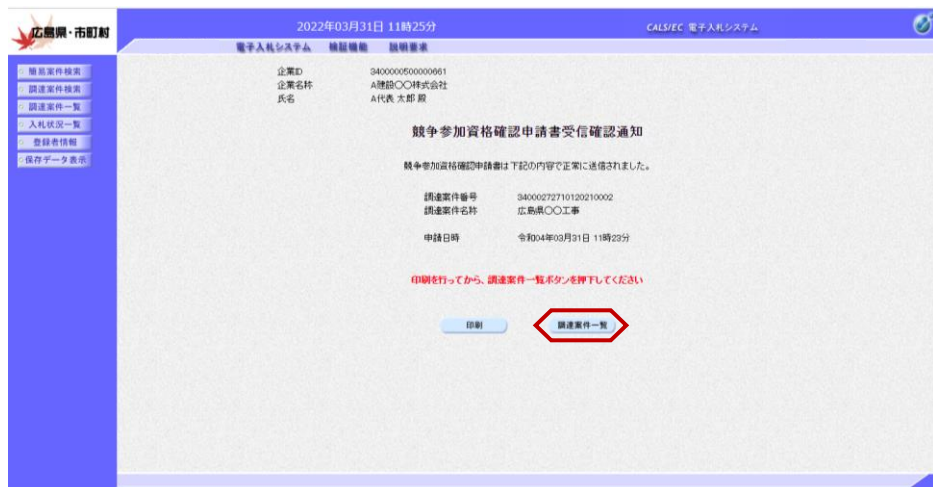 広島県・市町村
2022年03月31日 11時25分
CALS/EC 電子入札システム
電子入札システム 検証機能 説明要求
簡易案件検索
調達案件検索
調達案件一覧
入札状況一覧
登録者情報
保存データ表示
企業ID 3400000500000661
企業名称 A建設〇〇株式会社
氏名 A代表 太郎 殿
競争参加資格確認申請書受信確認通知
競争参加資格確認申請書は下記の内容で正常に送信されました。
調達案件番号 34000272710120210002
調達案件名称 広島県〇〇工事
申請日時 令和04年03月31日 11時23分
印刷を行ってから、調達案件一覧ボタンを押下してください
印刷 調達案件一覧